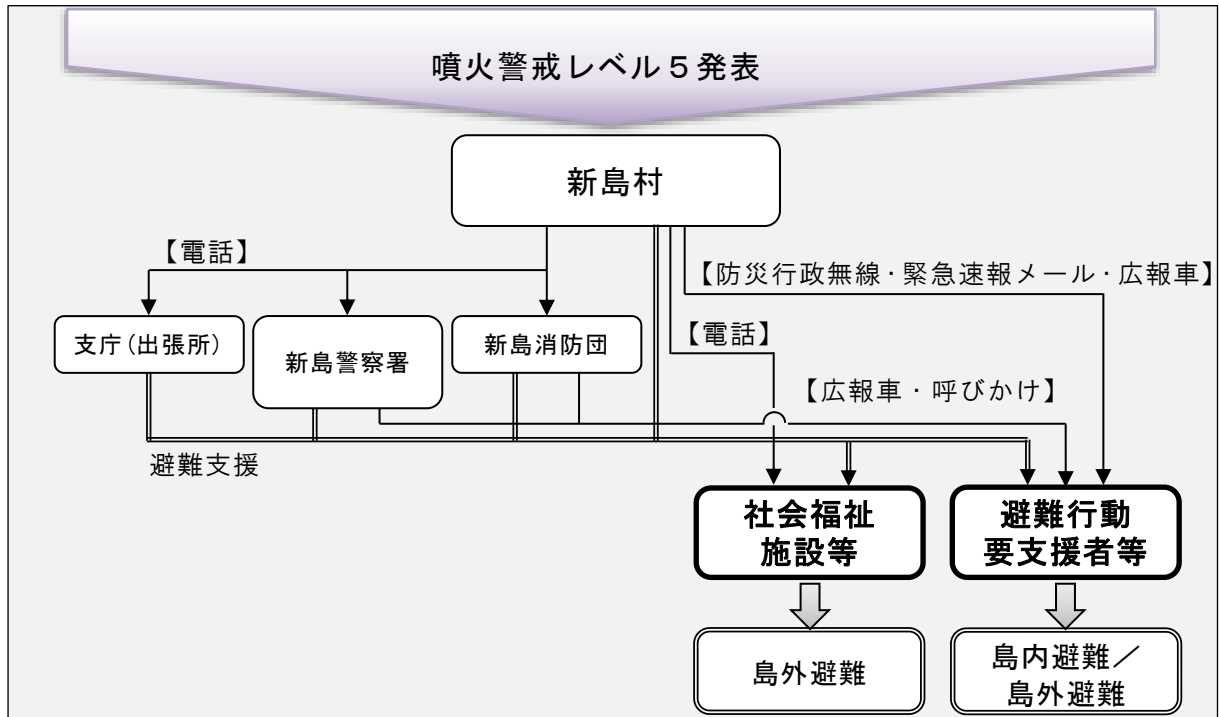 噴火警戒レベル５発表
新島村
【電話】
【防災行政無線・緊急速報メール・広報車】
支庁（出張所）
新島警察署
新島消防団
【電話】
【広報車・呼びかけ】
避難支援
社会福祉
施設等
避難行動
要支援者等
島外避難
島内避難／
島外避難